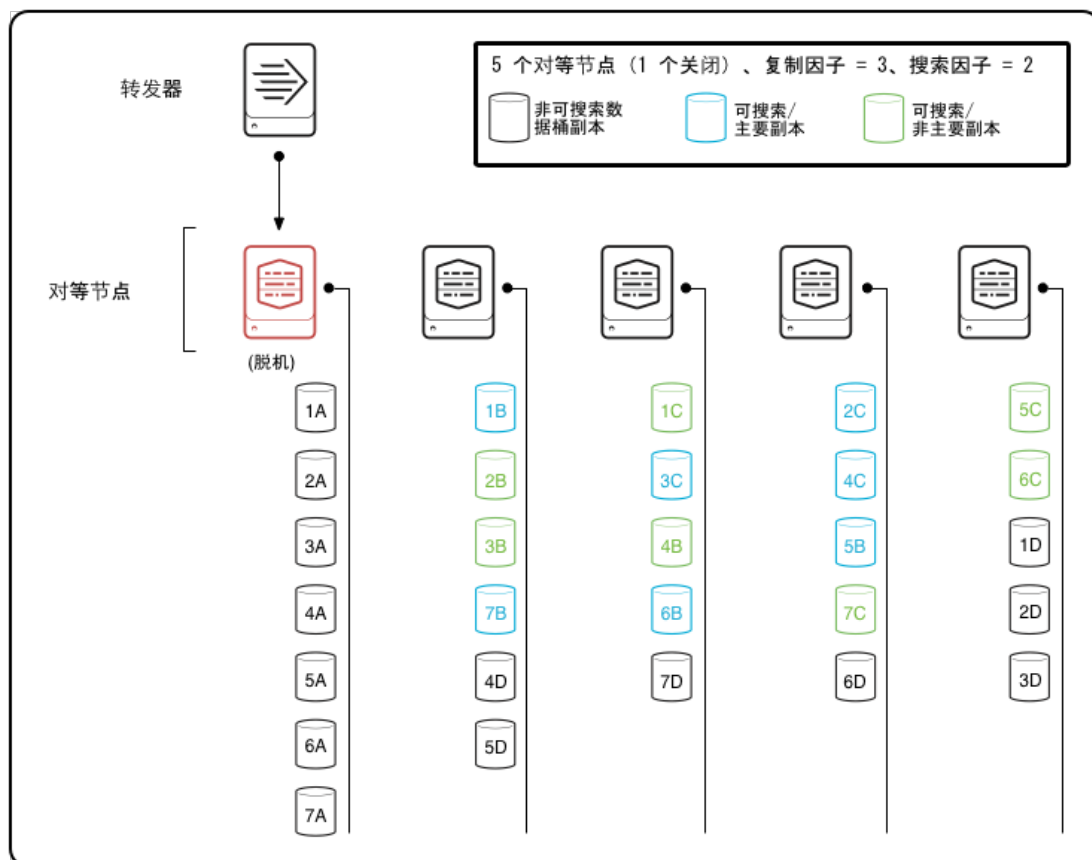 转发器
5 个对等节点 (1 个关闭)、复制因子 = 3、搜索因子 = 2
非可搜索数
据桶副本
可搜索/
主要副本
可搜索/
非主要副本
对等节点
(脱机)
1A 1B 1C 2C 5C
2A 2B 3C 4C 6C
3A 3B 4B 5B 1D
4A 7B 6B 7C 2D
5A 4D 7D 6D 3D
6A 5D
7A